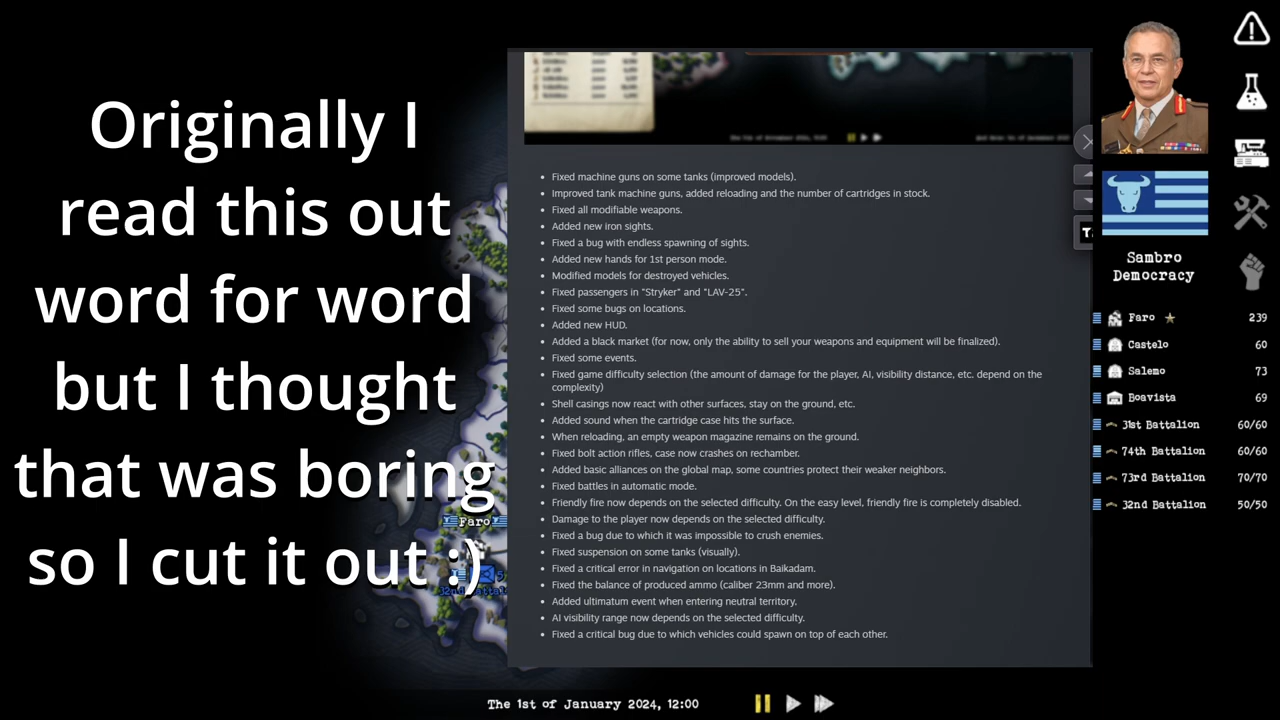 Originally I
read this out
word for word
but I thought
that was boring
so I cut it out :)
Fixed machine guns on some tanks (improved models).
Improved tank machine guns, added reloading and the number of cartridges in stock.
Fixed all modifiable weapons.
Added new iron sights.
Fixed a bug with endless spawning of sights.
Added new hands for 1st person mode.
Modified models for destroyed vehicles.
Fixed passengers in "Stryker" and "LAV-25".
Fixed some bugs on locations.
Added new HUD.
Added a black market (for now, only the ability to sell your weapons and equipment will be finalized).
Fixed some events.
Fixed game difficulty selection (the amount of damage for the player, AI, visibility distance, etc. depend on the
complexity)
Shell casings now react with other surfaces, stay on the ground, etc.
Added sound when the cartridge case hits the surface.
When reloading, an empty weapon magazine remains on the ground.
Fixed bolt action rifles, case now crashes on rechamber.
Added basic alliances on the global map, some countries protect their weaker neighbors.
Fixed battles in automatic mode.
Friendly fire now depends on the selected difficulty. On the easy level, friendly fire is completely disabled.
Damage to the player now depends on the selected difficulty.
Fixed a bug due to which it was impossible to crush enemies.
Fixed suspension on some tanks (visually).
Fixed a critical error in navigation on locations in Baikadam.
Fixed the balance of produced ammo (caliber 23mm and more).
Added ultimatum event when entering neutral territory.
AI visibility range now depends on the selected difficulty.
Fixed a critical bug due to which vehicles could spawn on top of each other.
Sambro
Democracy
Faro 239
Castelo 60
Salemo 73
Boavista 69
31st Battalion 60/60
74th Battalion 60/60
73rd Battalion 70/70
32nd Battalion 50/50
Faro
The 1st of January 2024, 12:00